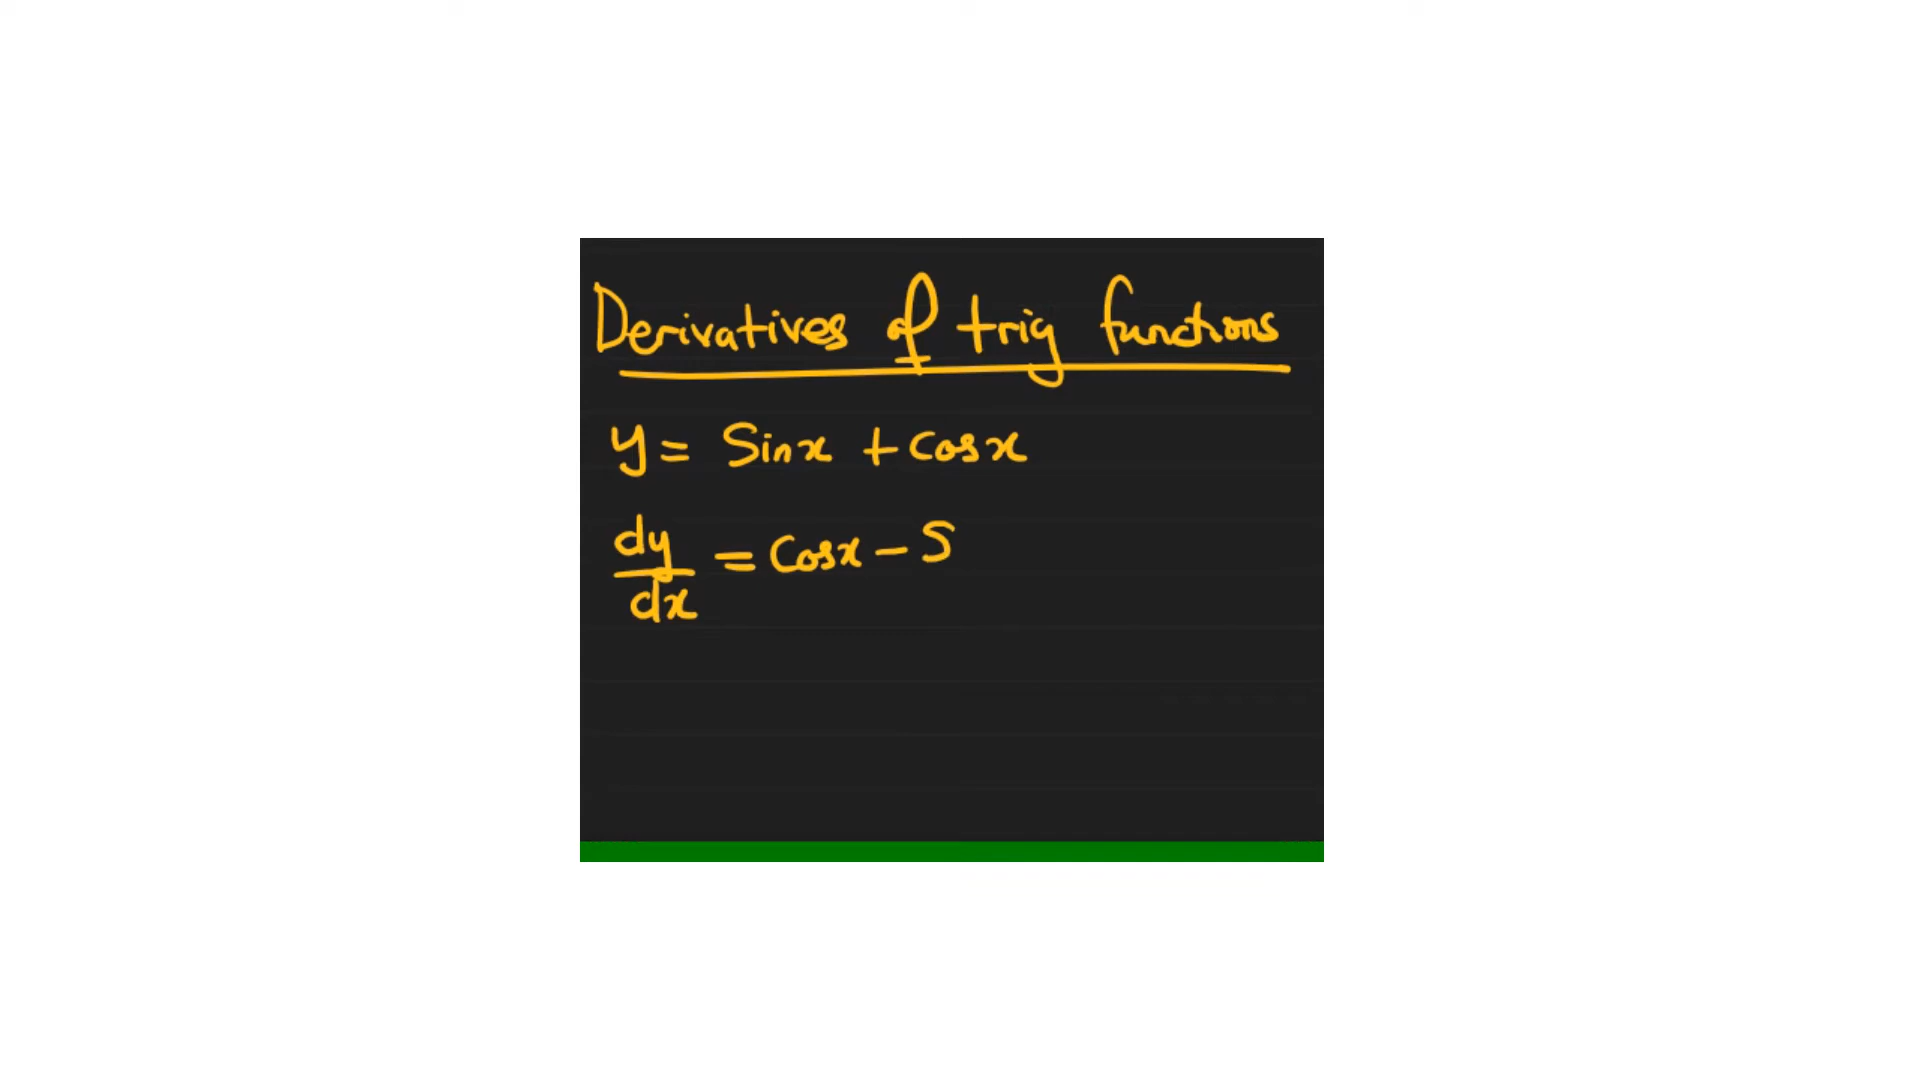 Derivatives of trig functions
y = Sinx + Cosx
dy/dx = Cosx - S